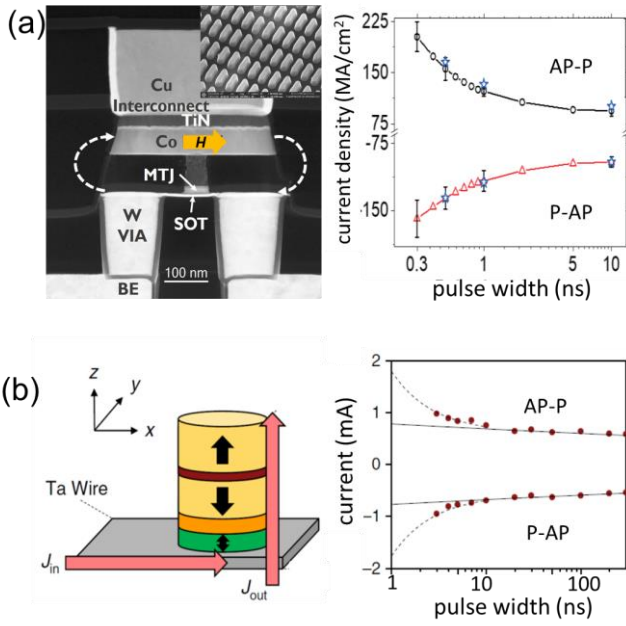 (a)
Cu
Interconnect
TiN
Co
H
MTJ
SOT
W
VIA
BE
100 nm
current density (MA/cm²)
225
150
75
-75
-150
AP-P
P-AP
0.3
1
5
10
pulse width (ns)
(b)
z
y
x
Ta Wire
Jin
Jout
current (mA)
2
1
0
−1
−2
AP-P
P-AP
1
10
100
pulse width (ns)